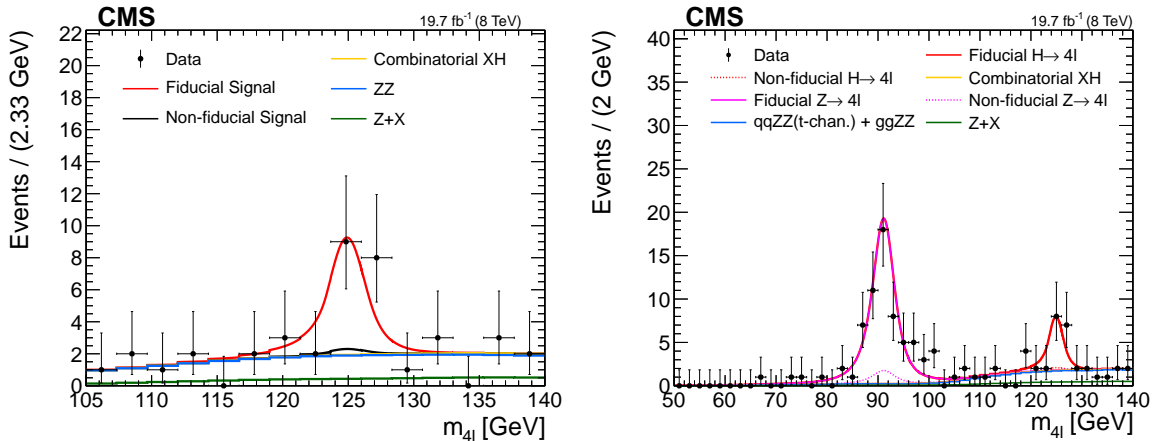 CMS 19.7 fb⁻¹ (8 TeV)
Events / (2.33 GeV)
22
20
18
16
14
12
10
8
6
4
2
0
Data
Fiducial Signal
Non-fiducial Signal
Combinatorial XH
ZZ
Z+X
105 110 115 120 125 130 135 140
m4l [GeV]
CMS 19.7 fb⁻¹ (8 TeV)
Events / (2 GeV)
40
35
30
25
20
15
10
5
0
Data
Non-fiducial H→ 4l
Fiducial Z→ 4l
qqZZ(t-chan.) + ggZZ
Fiducial H→ 4l
Combinatorial XH
Non-fiducial Z→ 4l
Z+X
50 60 70 80 90 100 110 120 130 140
m4l [GeV]